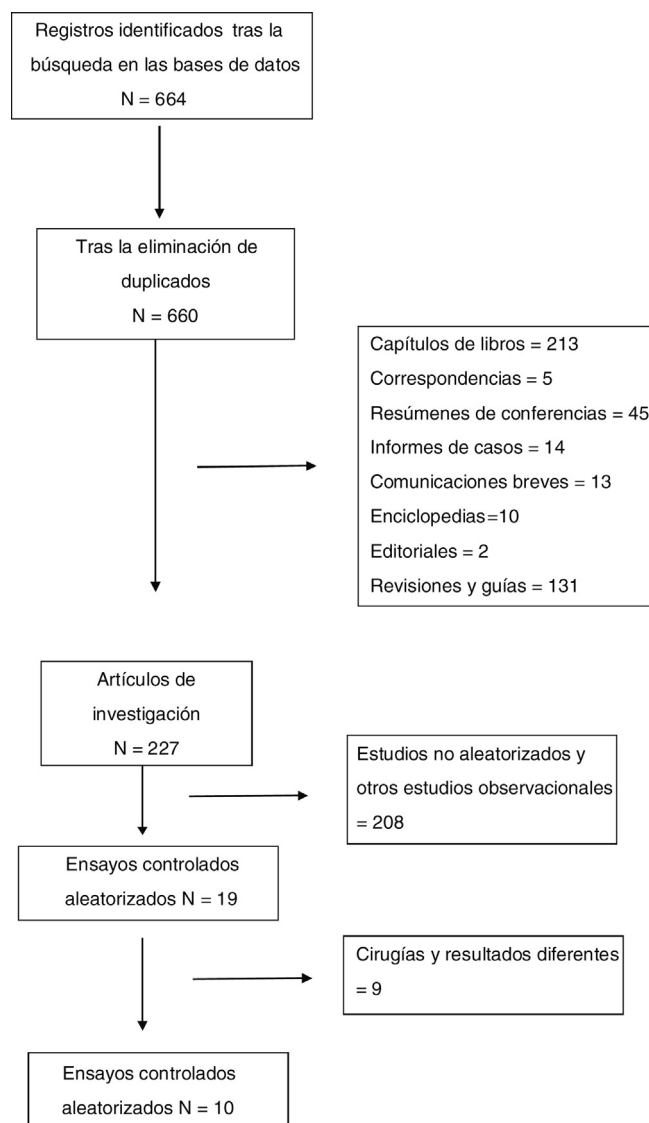 Registros identificados tras la
búsqueda en las bases de datos
N = 664
Tras la eliminación de
duplicados
N = 660
Capítulos de libros = 213
Correspondencias = 5
Resúmenes de conferencias = 45
Informes de casos = 14
Comunicaciones breves = 13
Enciclopedias=10
Editoriales = 2
Revisiones y guías = 131
Artículos de
investigación
N = 227
Estudios no aleatorizados y
otros estudios observacionales
= 208
Ensayos controlados
aleatorizados N = 19
Cirugías y resultados diferentes
= 9
Ensayos controlados
aleatorizados N = 10